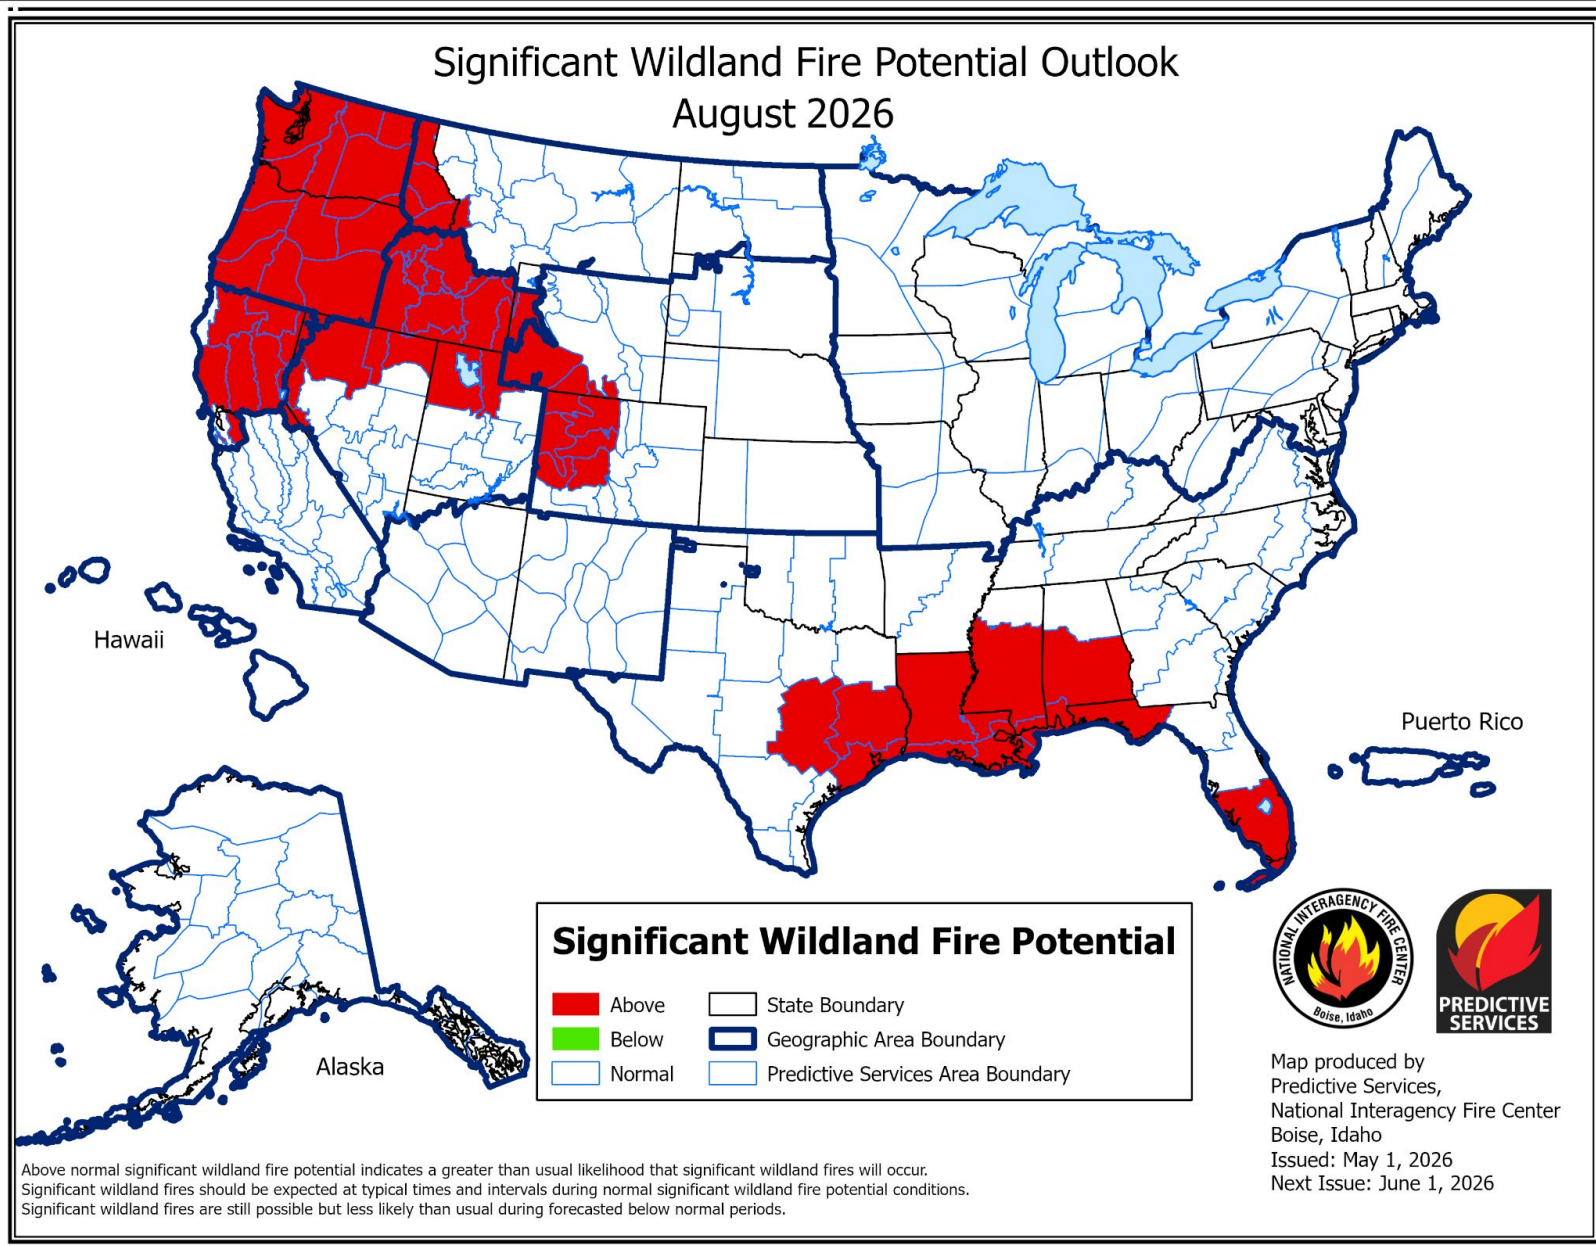 Significant Wildland Fire Potential Outlook
August 2026
Hawaii
Puerto Rico
Alaska
Significant Wildland Fire Potential
Above
Below
Normal
State Boundary
Geographic Area Boundary
Predictive Services Area Boundary
NATIONAL INTERAGENCY FIRE CENTER
Boise, Idaho
PREDICTIVE
SERVICES
Map produced by
Predictive Services,
National Interagency Fire Center
Boise, Idaho
Issued: May 1, 2026
Next Issue: June 1, 2026
Above normal significant wildland fire potential indicates a greater than usual likelihood that significant wildland fires will occur.
Significant wildland fires should be expected at typical times and intervals during normal significant wildland fire potential conditions.
Significant wildland fires are still possible but less likely than usual during forecasted below normal periods.